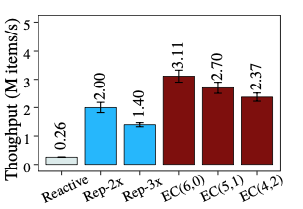 Thoughput (M items/s)
5
4
3
2
1
0
0.26
2.00
1.40
3.11
2.70
2.37
Reactive
Rep-2x
Rep-3x
EC(6,0)
EC(5,1)
EC(4,2)